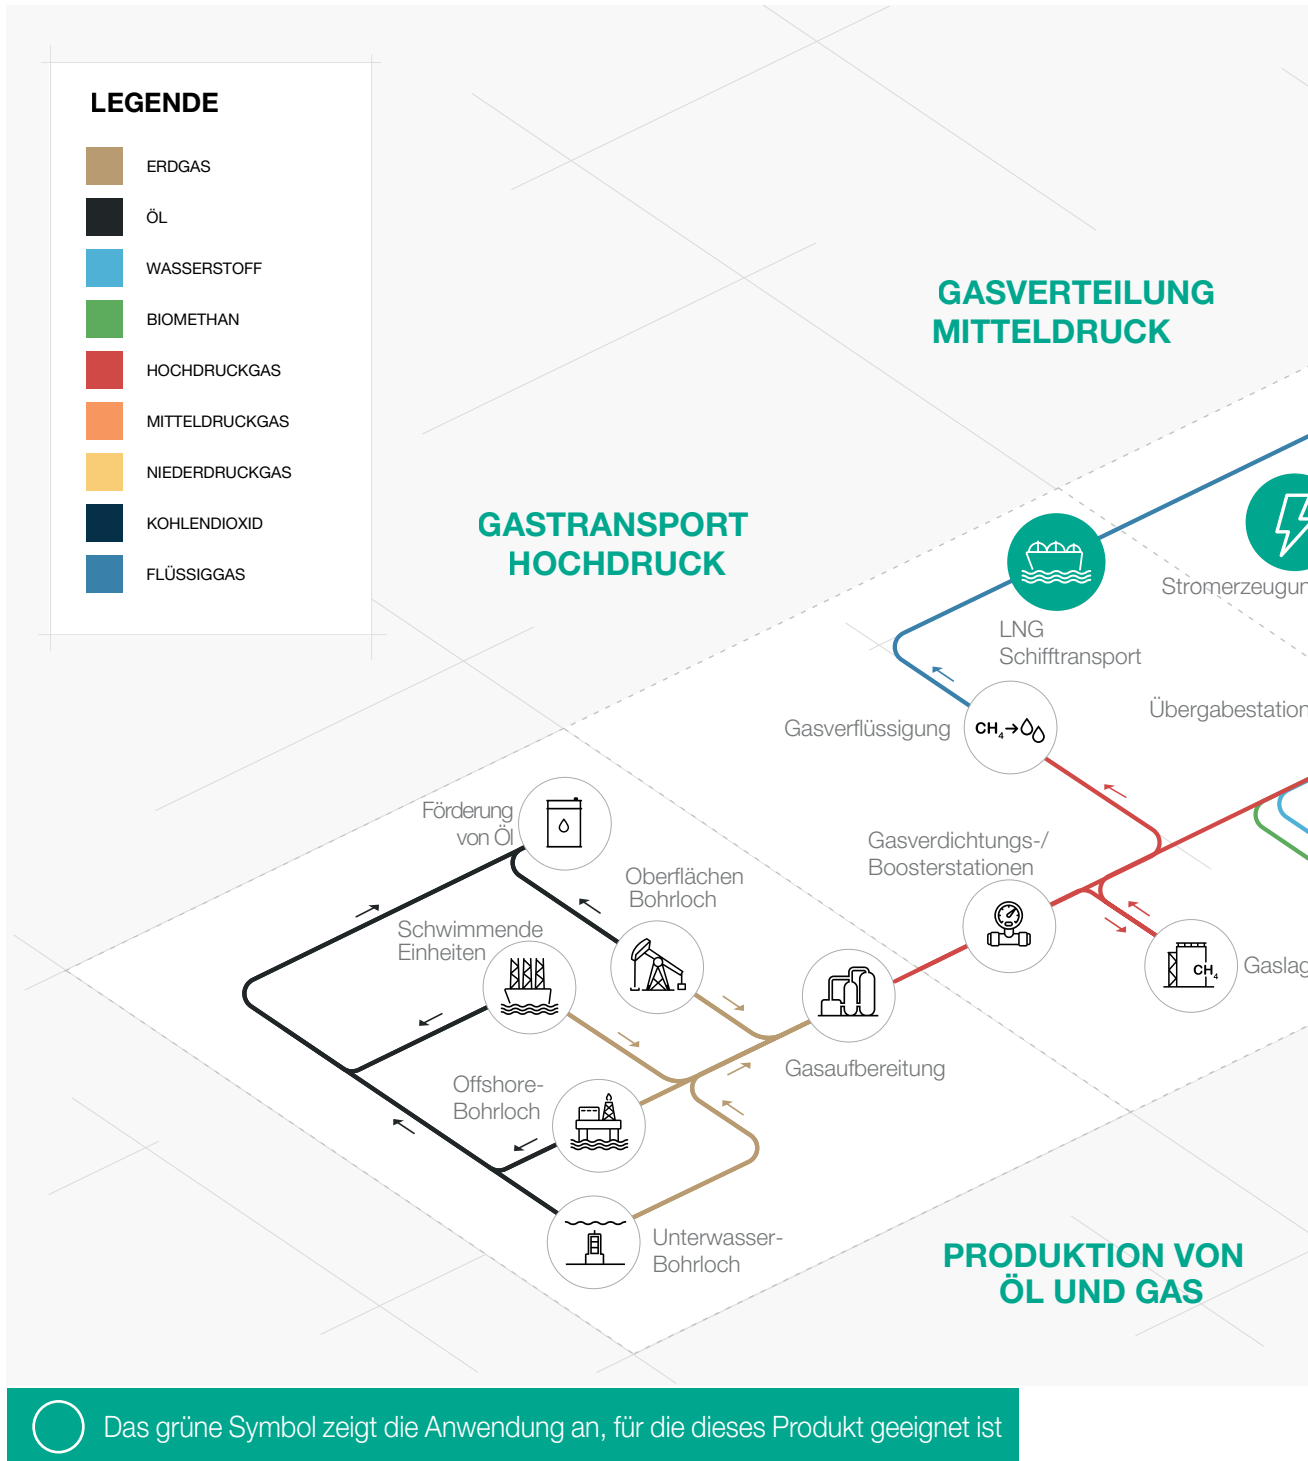 LEGENDE
ERDGAS
ÖL
WASSERSTOFF
BIOMETHAN
HOCHDRUCKGAS
MITTELDRUCKGAS
NIEDERDRUCKGAS
KOHLENDIOXID
FLÜSSIGGAS
GASVERTEILUNG
MITTELDRUCK
GASTRANSPORT
HOCHDRUCK
Stromerzeugun
LNG
Schifftransport
Übergabestation
Gasverflüssigung
CH4
Förderung
von Öl
Gasverdichtungs-/
Boosterstationen
Oberflächen
Bohrloch
Schwimmende
Einheiten
CH4
Gaslag
Gasaufbereitung
Offshore-
Bohrloch
Unterwasser-
Bohrloch
PRODUKTION VON
ÖL UND GAS
Das grüne Symbol zeigt die Anwendung an, für die dieses Produkt geeignet ist